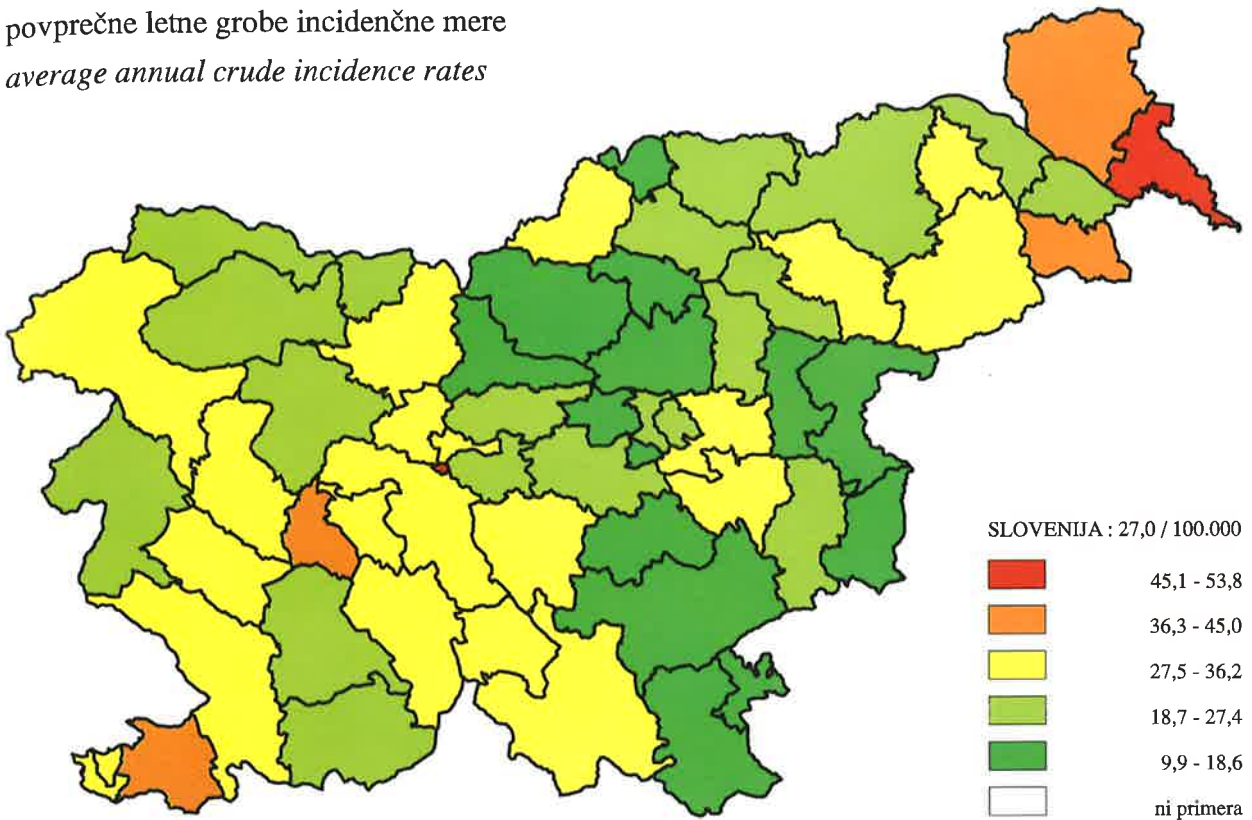 povprečne letne grobe incidenčne mere
average annual crude incidence rates
SLOVENIJA : 27,0 / 100.000
45,1 - 53,8
36,3 - 45,0
27,5 - 36,2
18,7 - 27,4
9,9 - 18,6
ni primera